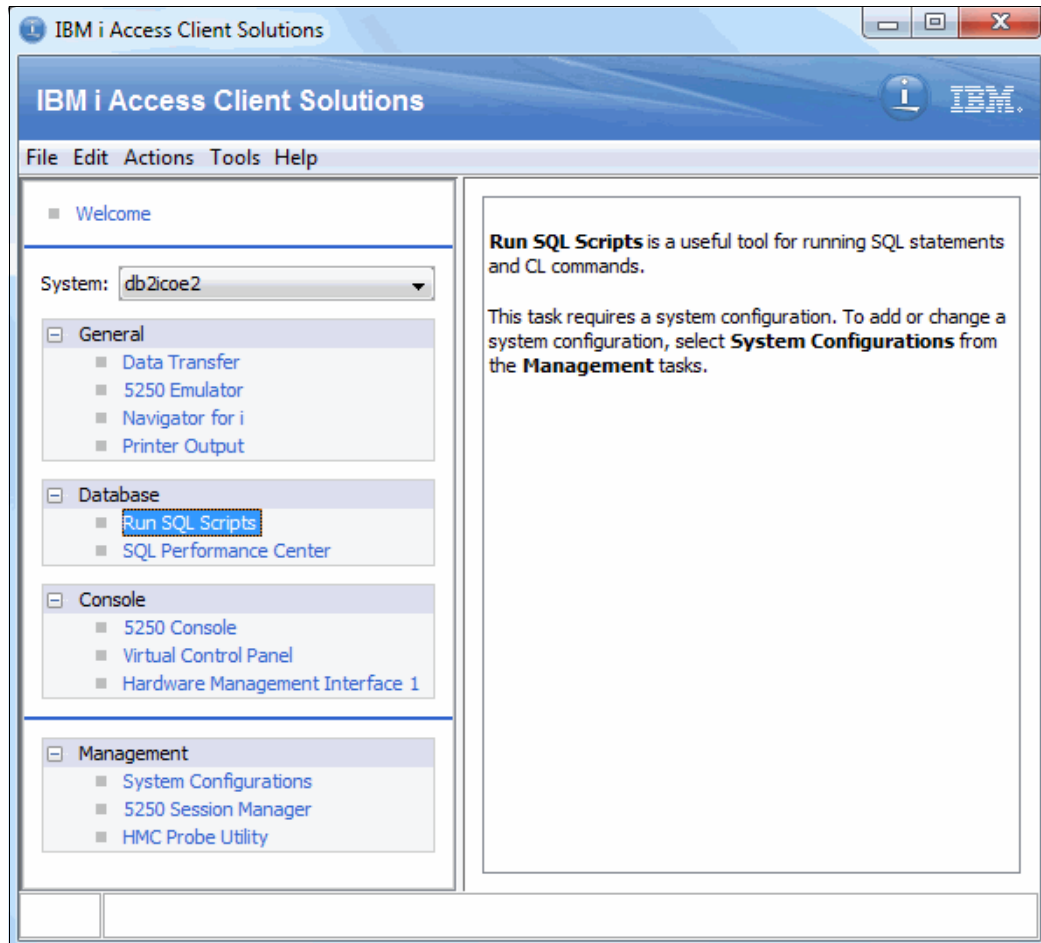 IBM i Access Client Solutions
IBM i Access Client Solutions
i IBM.
File Edit Actions Tools Help
Welcome
System: db2icoe2
General
Data Transfer
5250 Emulator
Navigator for i
Printer Output
Database
Run SQL Scripts
SQL Performance Center
Console
5250 Console
Virtual Control Panel
Hardware Management Interface 1
Management
System Configurations
5250 Session Manager
HMC Probe Utility
Run SQL Scripts is a useful tool for running SQL statements
and CL commands.
This task requires a system configuration. To add or change a
system configuration, select System Configurations from
the Management tasks.